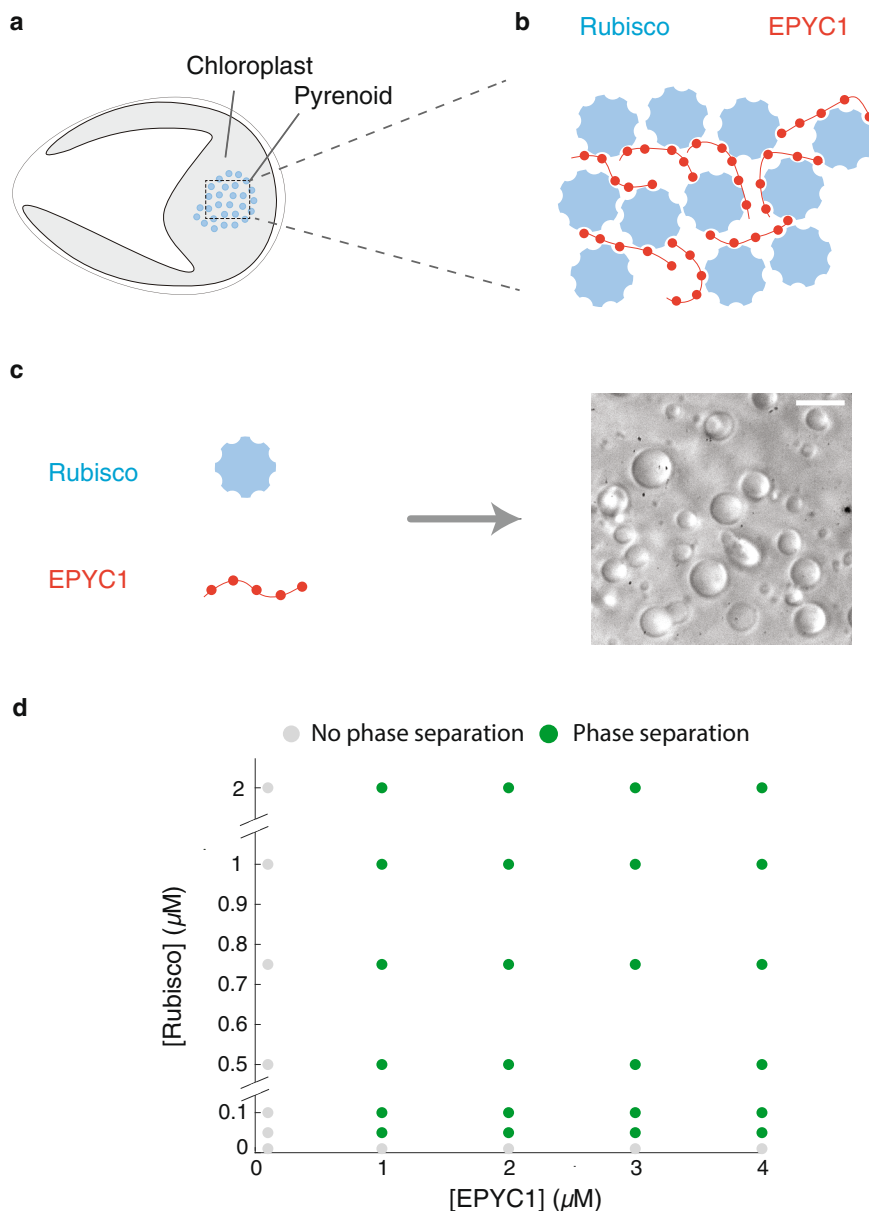 a
Chloroplast
Pyrenoid
b
Rubisco EPYC1
c
Rubisco
EPYC1
d
No phase separation Phase separation
[Rubisco] (µM)
2
1
0.9
0.8
0.7
0.6
0.5
0.1
0
0 1 2 3 4
[EPYC1] (µM)